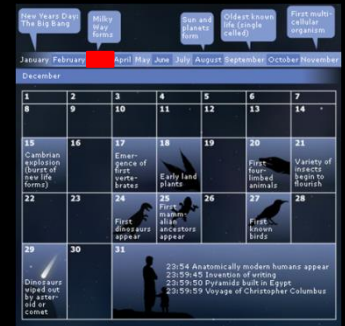 New Years Day:
The Big Bang
Milky
Way
forms
Sun and
planets
form
Oldest known
life (single
celled)
First multi-
cellular
organism
January February April May June July August September October November
December
1 2 3 4 5 6 7
8 9 10 11 12 13 14
15 16 17 18 19 20 21
Cambrian
explosion
(burst of
new life
forms)
Emer-
gence of
first
verte-
brates
Early land
plants
First
four-
limbed
animals
Variety of
insects
begin to
flourish
22 23 24 25 26 27 28
First
dinosaurs
appear
First
mamm-
alian
ancestors
appear
First
known
birds
29 30 31
Dinosaurs
wiped out
by aster-
oid or
comet
23:54 Anatomically modern humans appear
23:59:45 Invention of writing
23:59:50 Pyramids built in Egypt
23:59:59 Voyage of Christopher Columbus